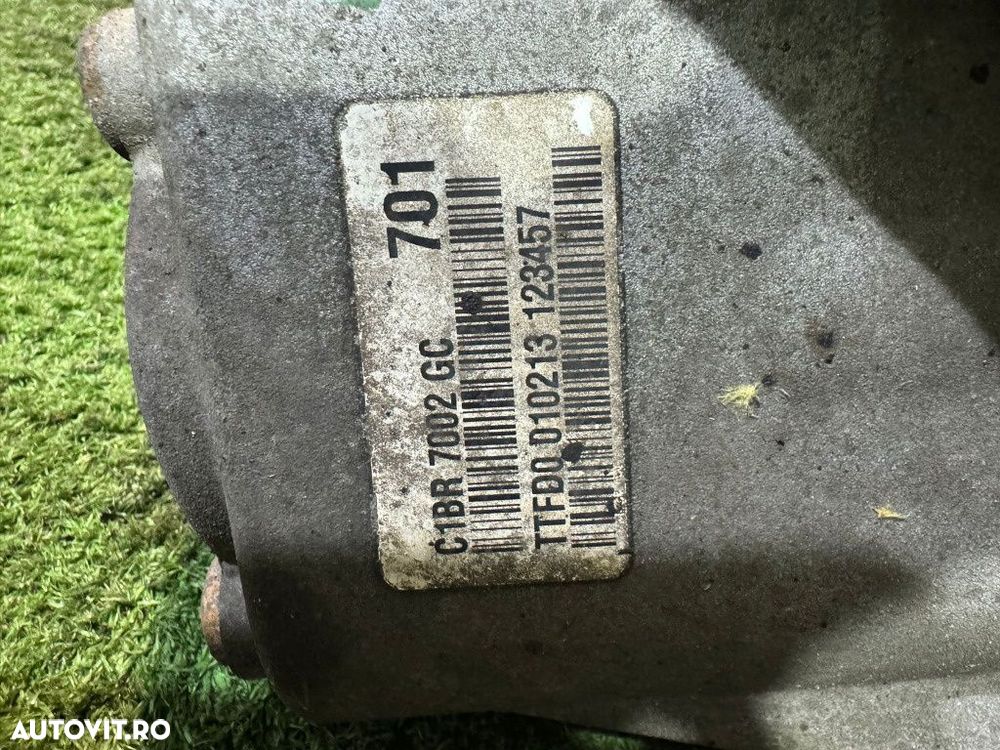 701
C1BR 7002 GC
TTFD0 010213 123457
AUTOVIT.RO